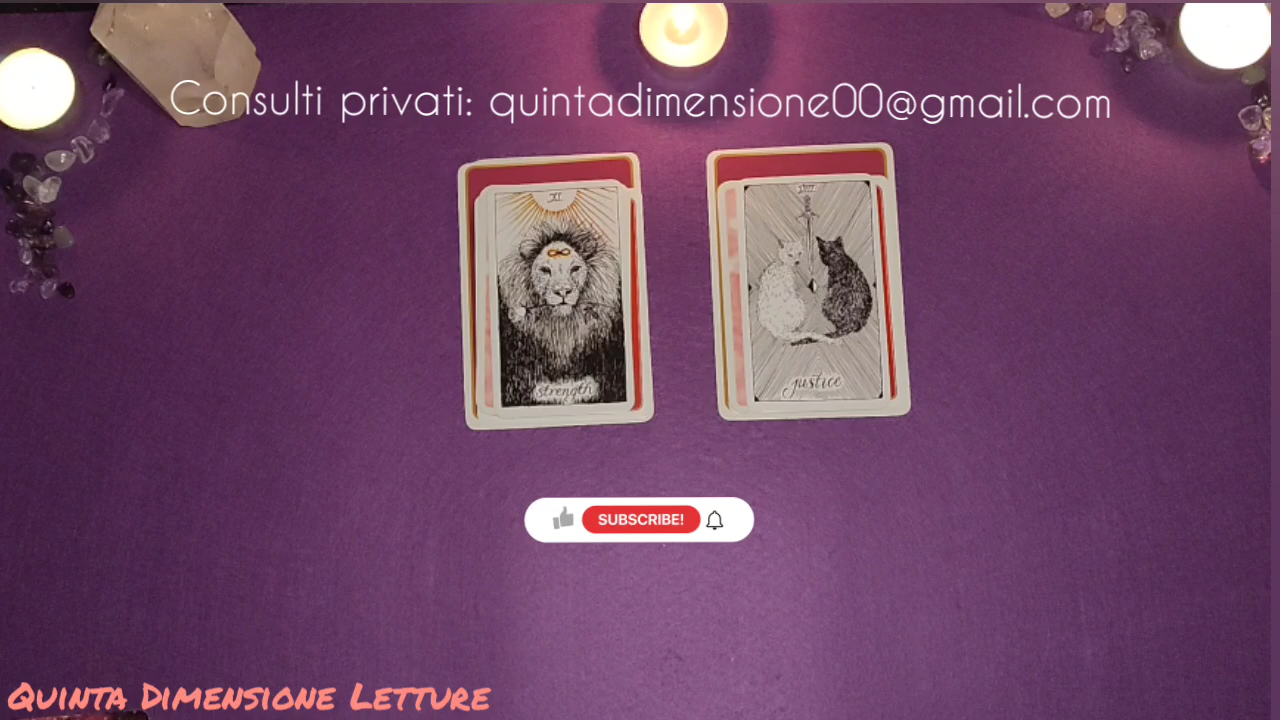 Consulti privati: quintadimensione00@gmail.com
XI
VIII
strength
justice
SUBSCRIBE!
Quinta Dimensione Letture